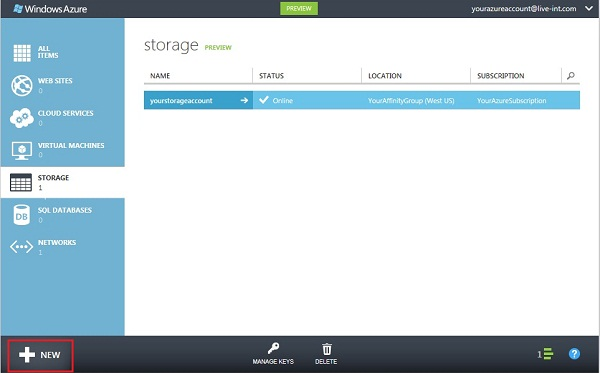 Windows Azure
PREVIEW
yourazureaccount@live-int.com
ALL
ITEMS
WEB SITES
0
CLOUD SERVICES
0
VIRTUAL MACHINES
0
STORAGE
1
DB
SQL DATABASES
0
NETWORKS
1
storage PREVIEW
NAME STATUS LOCATION SUBSCRIPTION
yourstorageaccount Online YourAffinityGroup (West US) YourAzureSubscription
NEW
MANAGE KEYS
DELETE
1
?